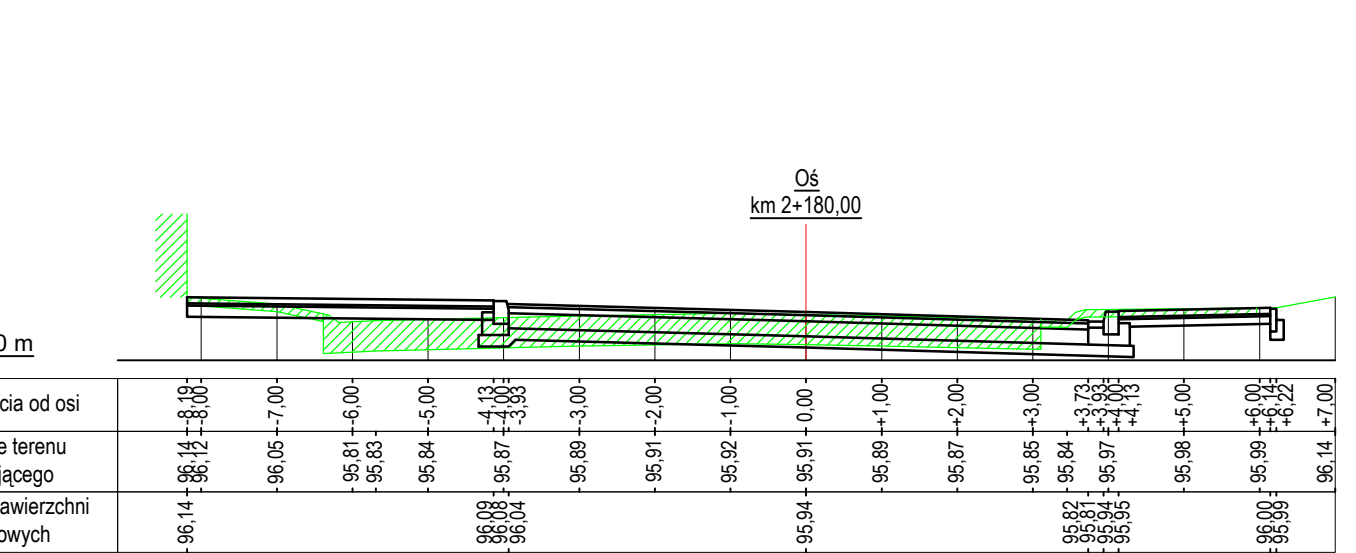 Oś
km 2+180,00
0 m
cia od osi
-8,19 -8,00 -7,00 -6,00 -5,00 -4,13 -4,00 -3,93 -3,00 -2,00 -1,00 0,00 +1,00 +2,00 +3,00 +3,73 +3,93 +4,00 +4,13 +5,00 +6,00 +6,14 +6,22 +7,00
e terenu
jącego
96,14 96,12 96,05 95,81 95,83 95,84 95,87 95,89 95,91 95,92 95,91 95,89 95,87 95,85 95,84 95,97 95,98 95,99 96,14
awierzchni
owych
96,14 96,09 96,08 96,04 95,94 95,82 95,81 95,94 95,95 96,00 95,99